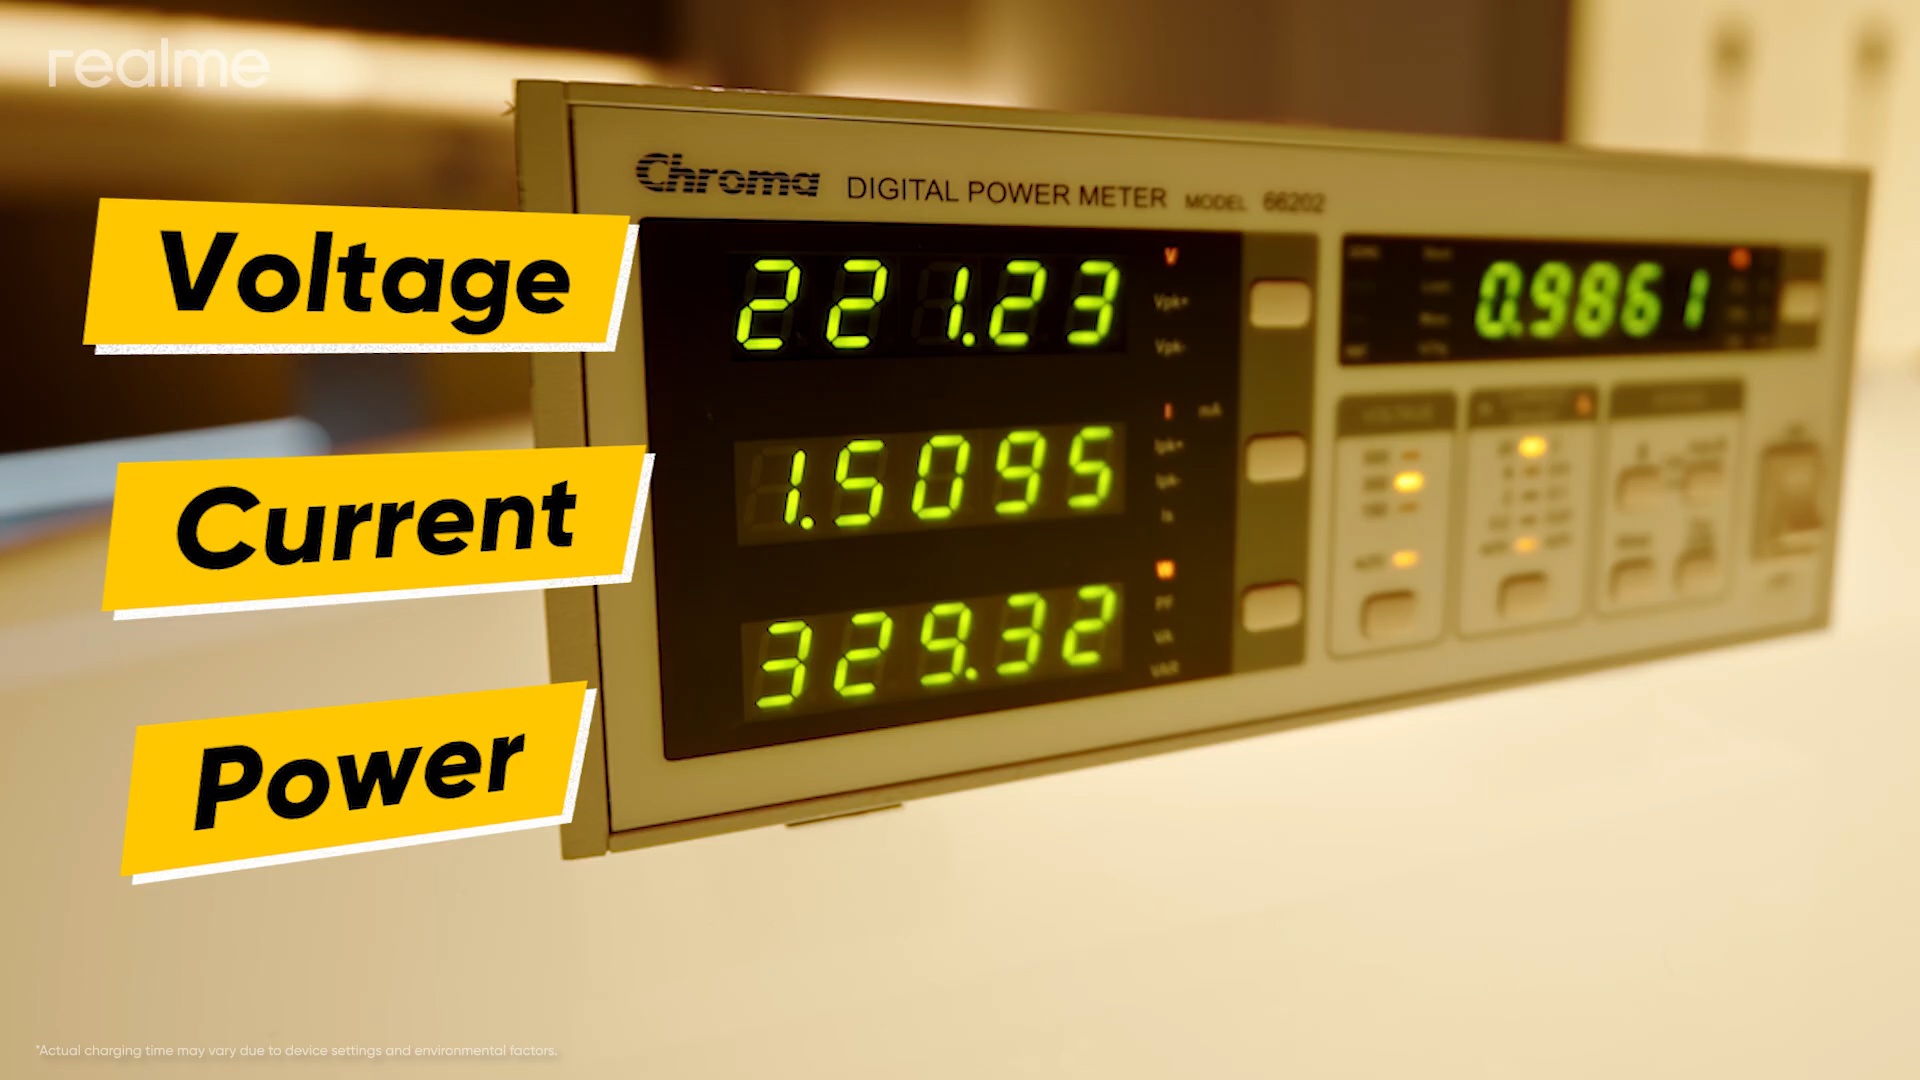 realme
Chroma DIGITAL POWER METER MODEL 66202
Voltage
221.23
V
Vpk+
Vpk-
0.9861
I mA
Current
1.5095
Ipk+
Ipk-
Is
VOLTAGE
AUTO
Power
329.32
W
PF
VA
VAR
*Actual charging time may vary due to device settings and environmental factors.